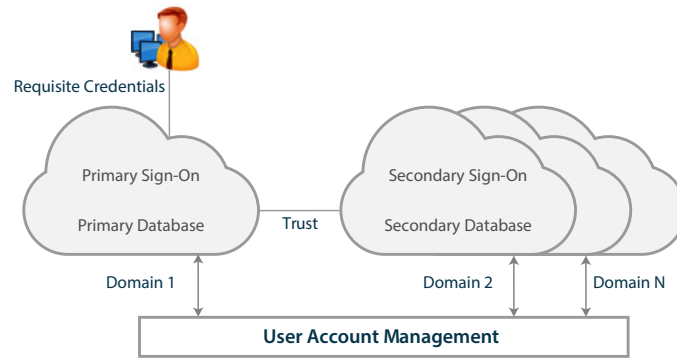 Requisite Credentials
Primary Sign-On
Primary Database
Trust
Secondary Sign-On
Secondary Database
Domain 1
Domain 2
Domain N
User Account Management